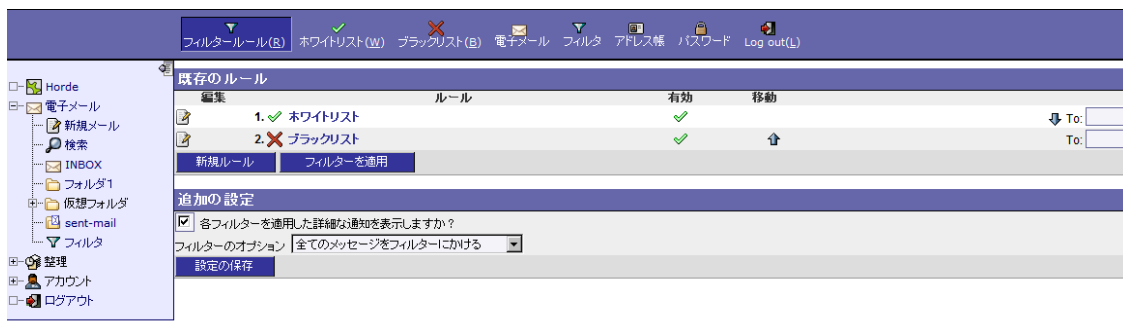 フィルタールール(R) ホワイトリスト(W) ブラックリスト(B) 電子メール フィルタ アドレス帳 パスワード Log out(L)
Horde
電子メール
新規メール
検索
INBOX
フォルダ1
仮想フォルダ
sent-mail
フィルタ
整理
アカウント
ログアウト
既存のルール
編集 ルール 有効 移動
1. ホワイトリスト To:
2. ブラックリスト To:
新規ルール フィルターを適用
追加の設定
各フィルターを適用した詳細な通知を表示しますか?
フィルターのオプション 全てのメッセージをフィルターにかける
設定の保存